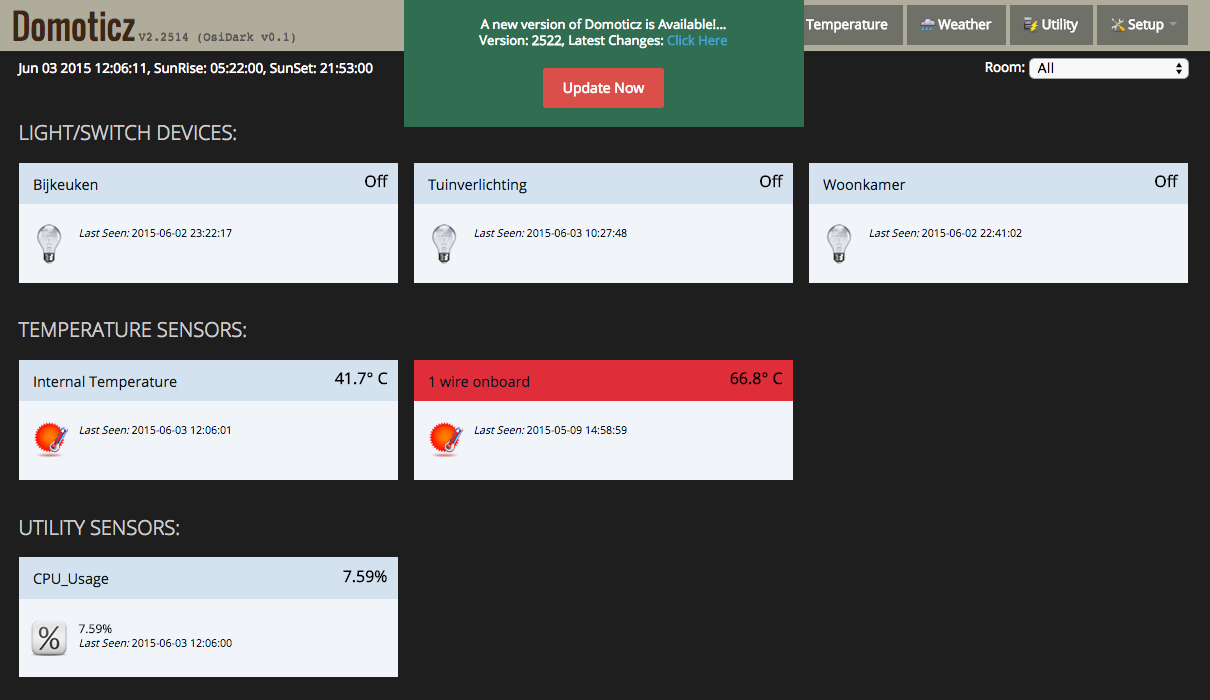 Domoticz V2.2514 (OsiDark v0.1)
A new version of Domoticz is Available!...
Version: 2522, Latest Changes: Click Here
Update Now
Temperature Weather Utility Setup
Jun 03 2015 12:06:11, SunRise: 05:22:00, SunSet: 21:53:00
Room: All
LIGHT/SWITCH DEVICES:
Bijkeuken Off
Last Seen: 2015-06-02 23:22:17
Tuinverlichting Off
Last Seen: 2015-06-03 10:27:48
Woonkamer Off
Last Seen: 2015-06-02 22:41:02
TEMPERATURE SENSORS:
Internal Temperature 41.7° C
Last Seen: 2015-06-03 12:06:01
1 wire onboard 66.8° C
Last Seen: 2015-05-09 14:58:59
UTILITY SENSORS:
CPU_Usage 7.59%
%
7.59%
Last Seen: 2015-06-03 12:06:00